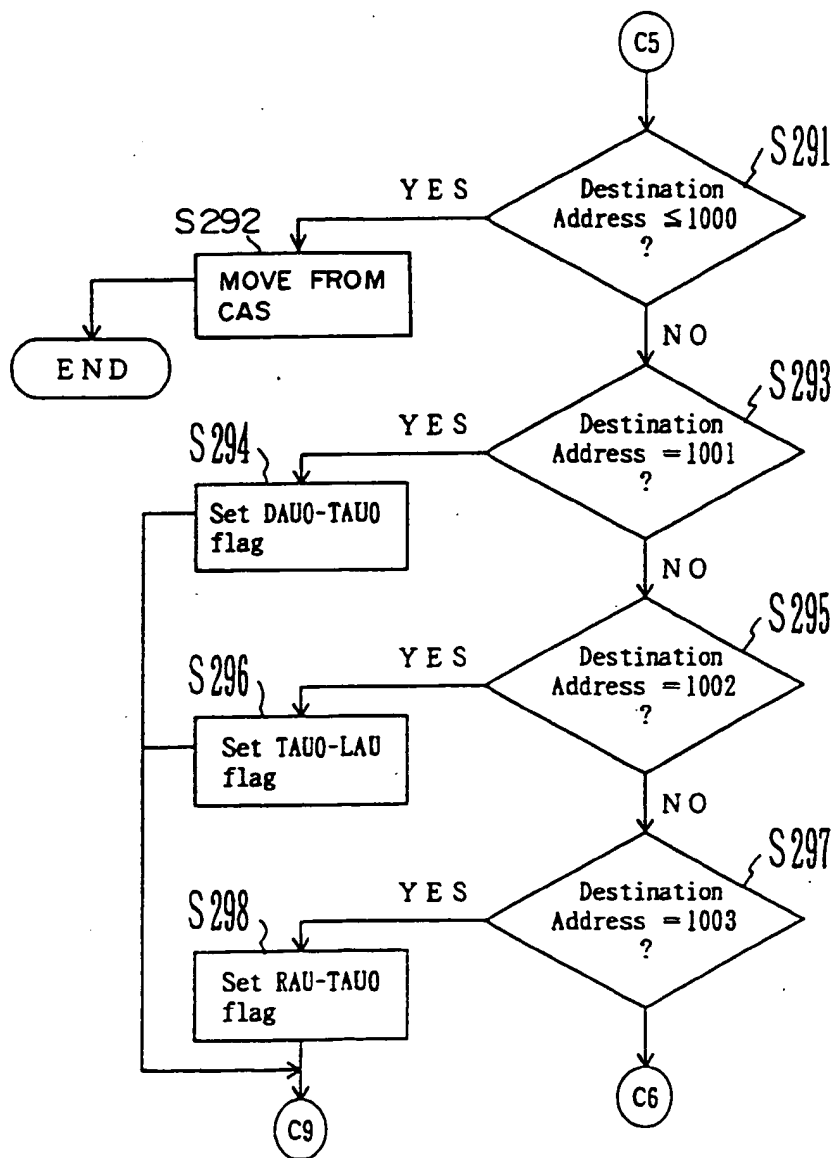 C5
S291
Destination
Address ≦1000
?
YES
S292
MOVE FROM
CAS
END
NO
S293
Destination
Address =1001
?
YES
S294
Set DAU0-TAU0
flag
NO
S295
Destination
Address =1002
?
YES
S296
Set TAU0-LAU
flag
NO
S297
Destination
Address =1003
?
YES
S298
Set RAU-TAU0
flag
C9
C6